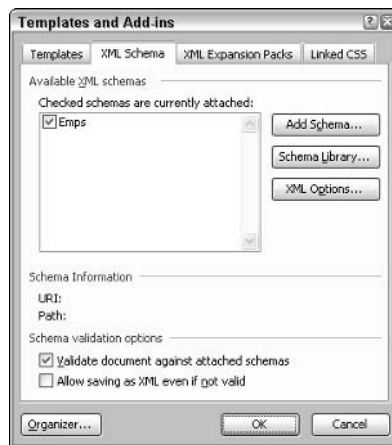 Templates and Add-ins
Templates XML Schema XML Expansion Packs Linked CSS
Available XML schemas
Checked schemas are currently attached:
Emps
Add Schema...
Schema Library...
XML Options...
Schema Information
URI:
Path:
Schema validation options
Validate document against attached schemas
Allow saving as XML even if not valid
Organizer... OK Cancel